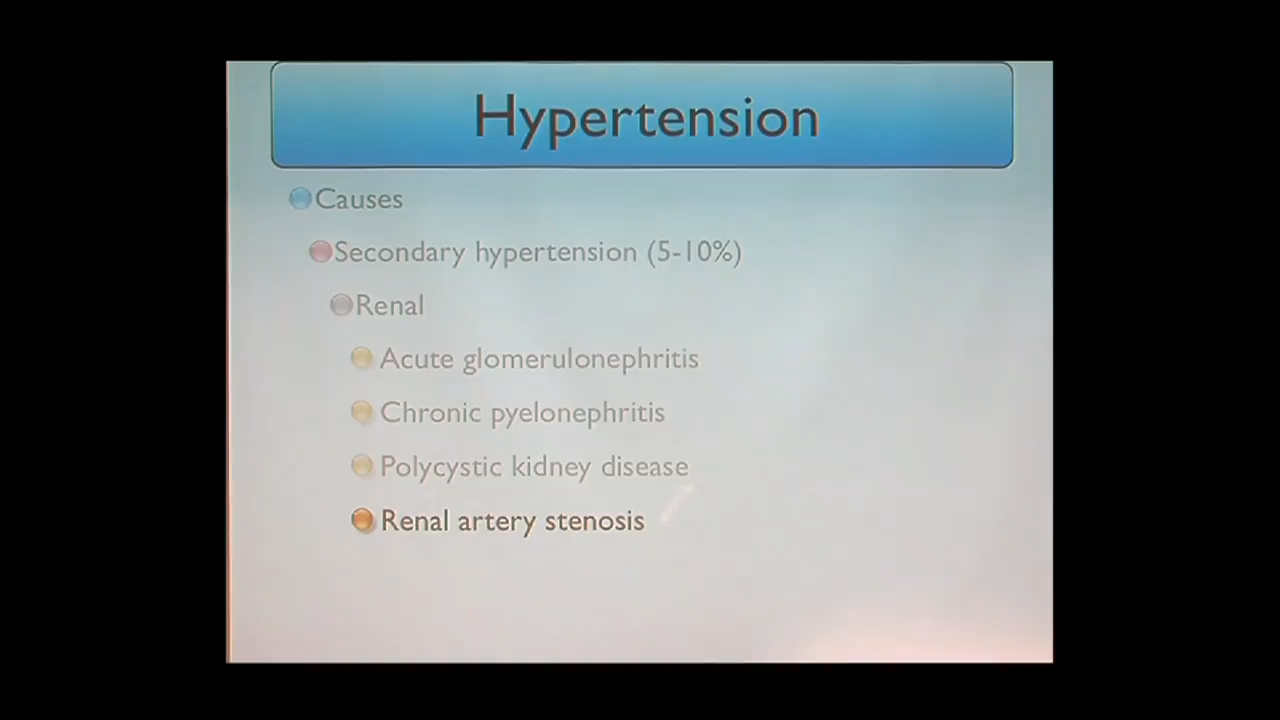 Hypertension
Causes
Secondary hypertension (5-10%)
Renal
Acute glomerulonephritis
Chronic pyelonephritis
Polycystic kidney disease
Renal artery stenosis